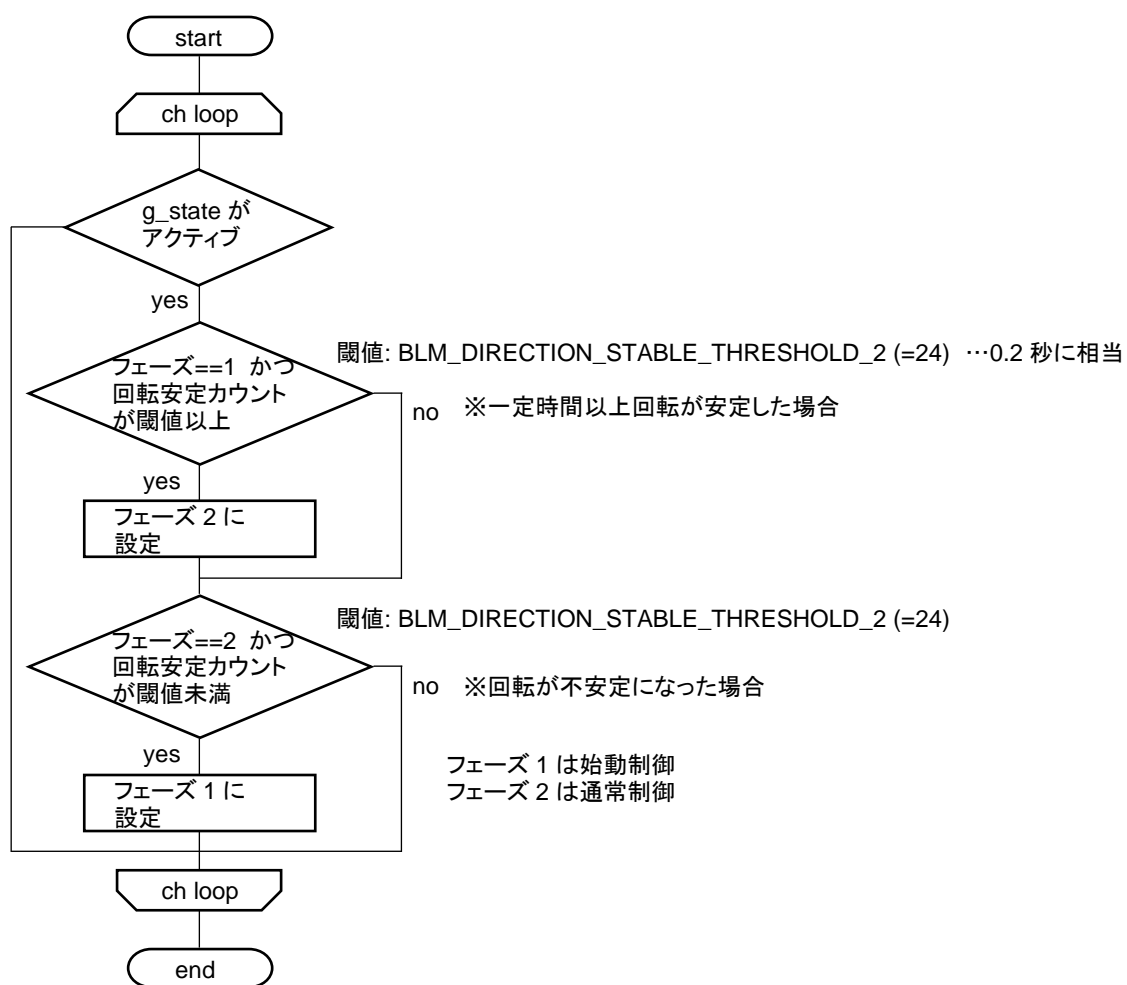 start
ch loop
g_state が
アクティブ
yes
フェーズ==1 かつ
回転安定カウント
が閾値以上
閾値: BLM_DIRECTION_STABLE_THRESHOLD_2 (=24) …0.2 秒に相当
no ※一定時間以上回転が安定した場合
yes
フェーズ 2 に
設定
フェーズ==2 かつ
回転安定カウント
が閾値未満
閾値: BLM_DIRECTION_STABLE_THRESHOLD_2 (=24)
no ※回転が不安定になった場合
yes
フェーズ 1 は始動制御
フェーズ 2 は通常制御
フェーズ 1 に
設定
ch loop
end